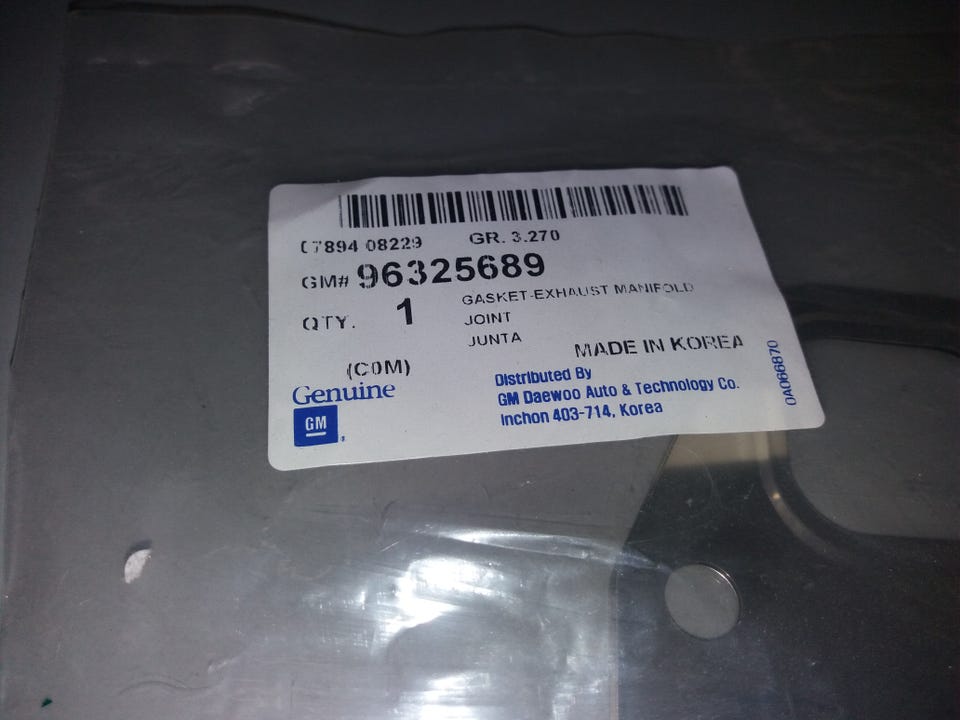 07894 08229 GR. 3.270
GM# 96325689
QTY. 1 GASKET-EXHAUST MANIFOLD
JOINT
JUNTA
MADE IN KOREA
(C0M)
Genuine
GM
Distributed By
GM Daewoo Auto & Technology Co.
Inchon 403-714, Korea
0A066870